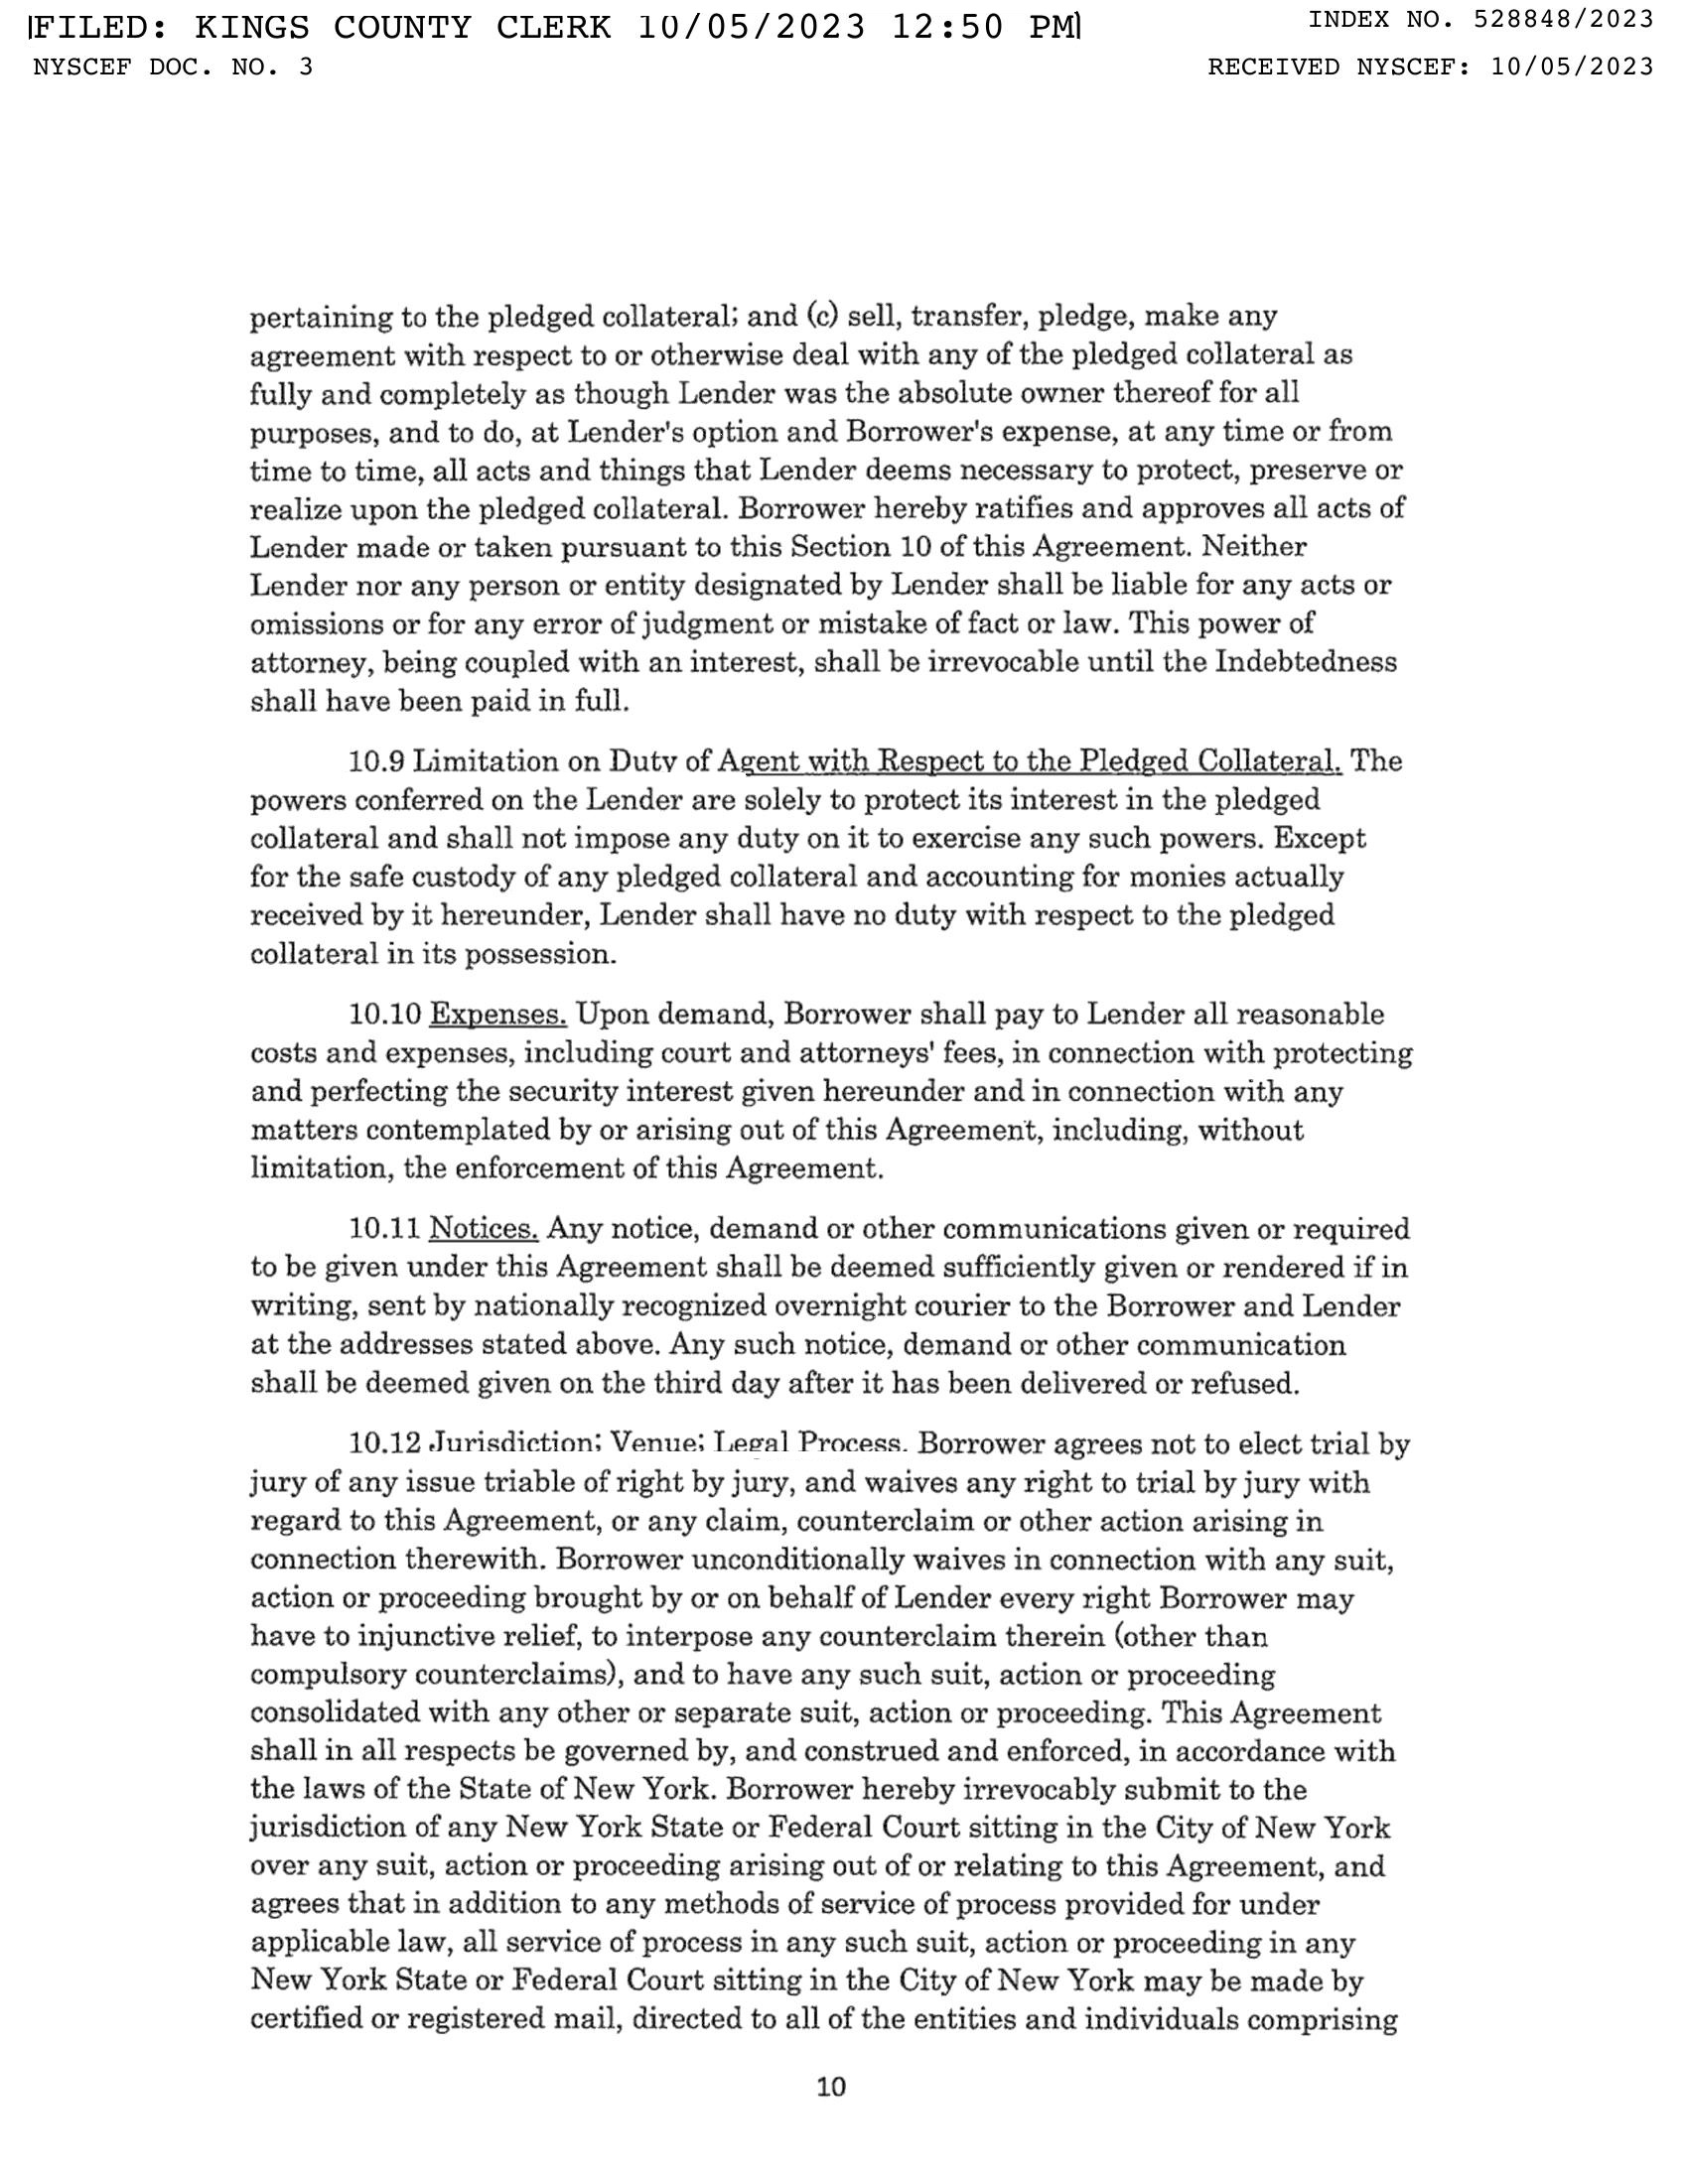 FILED: KINGS COUNTY CLERK 10/05/2023 12:50 PM
INDEX NO. 528848/2023
NYSCEF DOC. NO. 3
RECEIVED NYSCEF: 10/05/2023
pertaining to the pledged collateral; and (c) sell, transfer, pledge, make any
agreement with respect to or otherwise deal with any of the pledged collateral as
fully and completely as though Lender was the absolute owner thereof for all
purposes, and to do, at Lender's option and Borrower's expense, at any time or from
time to time, all acts and things that Lender deems necessary to protect, preserve or
realize upon the pledged collateral. Borrower hereby ratifies and approves all acts of
Lender made or taken pursuant to this Section 10 of this Agreement. Neither
Lender nor any person or entity designated by Lender shall be liable for any acts or
omissions or for any error of judgment or mistake of fact or law. This power of
attorney, being coupled with an interest, shall be irrevocable until the Indebtedness
shall have been paid in full.
10.9 Limitation on Duty of Agent with Respect to the Pledged Collateral. The
powers conferred on the Lender are solely to protect its interest in the pledged
collateral and shall not impose any duty on it to exercise any such powers. Except
for the safe custody of any pledged collateral and accounting for monies actually
received by it hereunder, Lender shall have no duty with respect to the pledged
collateral in its possession.
10.10 Expenses. Upon demand, Borrower shall pay to Lender all reasonable
costs and expenses, including court and attorneys' fees, in connection with protecting
and perfecting the security interest given hereunder and in connection with any
matters contemplated by or arising out of this Agreement, including, without
limitation, the enforcement of this Agreement.
10.11 Notices. Any notice, demand or other communications given or required
to be given under this Agreement shall be deemed sufficiently given or rendered if in
writing, sent by nationally recognized overnight courier to the Borrower and Lender
at the addresses stated above. Any such notice, demand or other communication
shall be deemed given on the third day after it has been delivered or refused.
10.12 Jurisdiction; Venue; Legal Process. Borrower agrees not to elect trial by
jury of any issue triable of right by jury, and waives any right to trial by jury with
regard to this Agreement, or any claim, counterclaim or other action arising in
connection therewith. Borrower unconditionally waives in connection with any suit,
action or proceeding brought by or on behalf of Lender every right Borrower may
have to injunctive relief, to interpose any counterclaim therein (other than
compulsory counterclaims), and to have any such suit, action or proceeding
consolidated with any other or separate suit, action or proceeding. This Agreement
shall in all respects be governed by, and construed and enforced, in accordance with
the laws of the State of New York. Borrower hereby irrevocably submit to the
jurisdiction of any New York State or Federal Court sitting in the City of New York
over any suit, action or proceeding arising out of or relating to this Agreement, and
agrees that in addition to any methods of service of process provided for under
applicable law, all service of process in any such suit, action or proceeding in any
New York State or Federal Court sitting in the City of New York may be made by
certified or registered mail, directed to all of the entities and individuals comprising
10